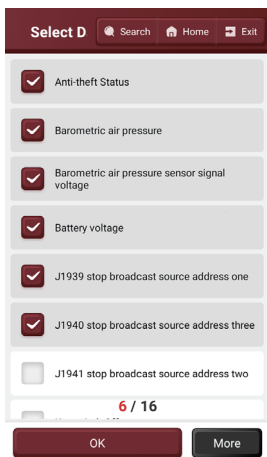 Select D
Search
Home
Exit
Anti-theft Status
Barometric air pressure
Barometric air pressure sensor signal
voltage
Battery voltage
J1939 stop broadcast source address one
J1940 stop broadcast source address three
J1941 stop broadcast source address two
6 / 16
OK
More